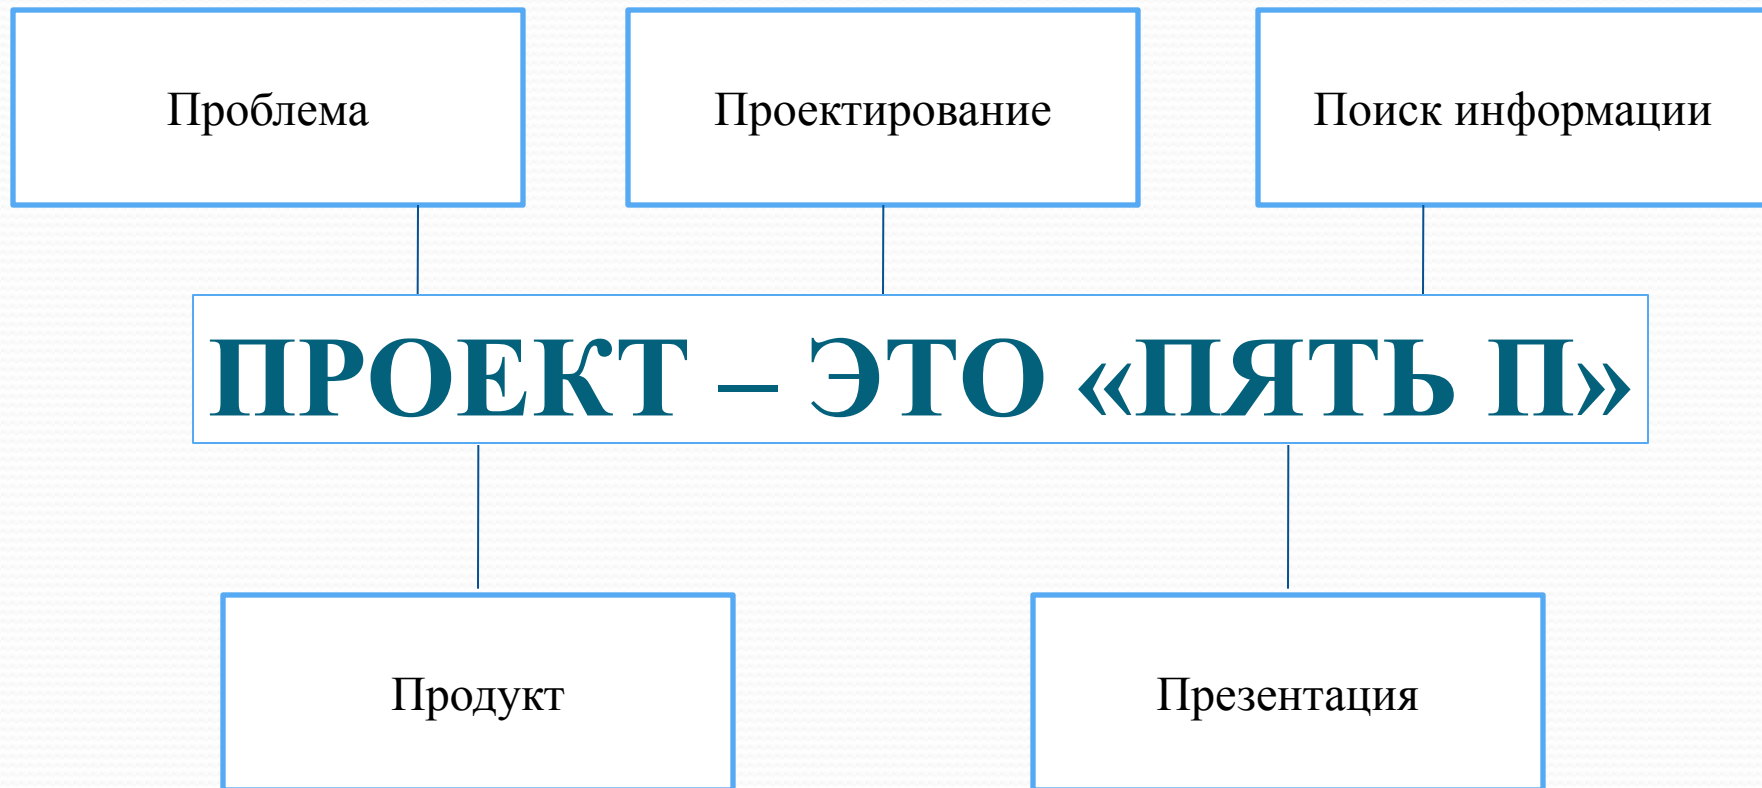 Проблема
Проектирование
Поиск информации
ПРОЕКТ – ЭТО «ПЯТЬ П»
Продукт
Презентация